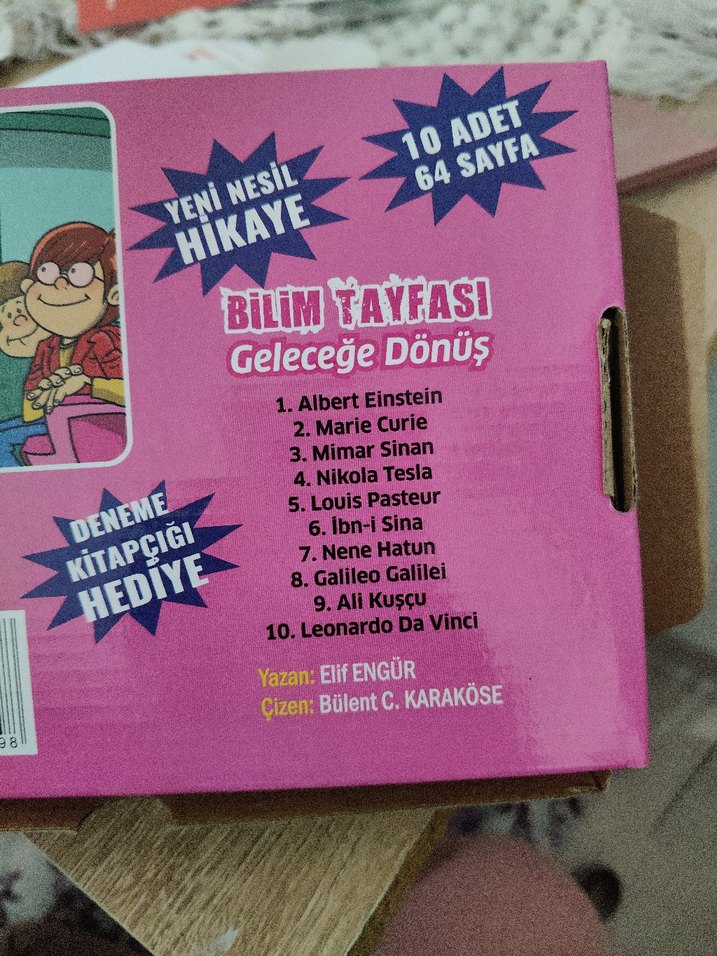 YENİ NESİL
HİKAYE
10 ADET
64 SAYFA
BİLİM TAYFASI
Geleceğe Dönüş
1. Albert Einstein
2. Marie Curie
3. Mimar Sinan
4. Nikola Tesla
5. Louis Pasteur
6. İbn-i Sina
7. Nene Hatun
8. Galileo Galilei
9. Ali Kuşçu
10. Leonardo Da Vinci
DENEME
KİTAPÇIĞI
HEDİYE
Yazan: Elif ENGÜR
Çizen: Bülent C. KARAKÖSE
98